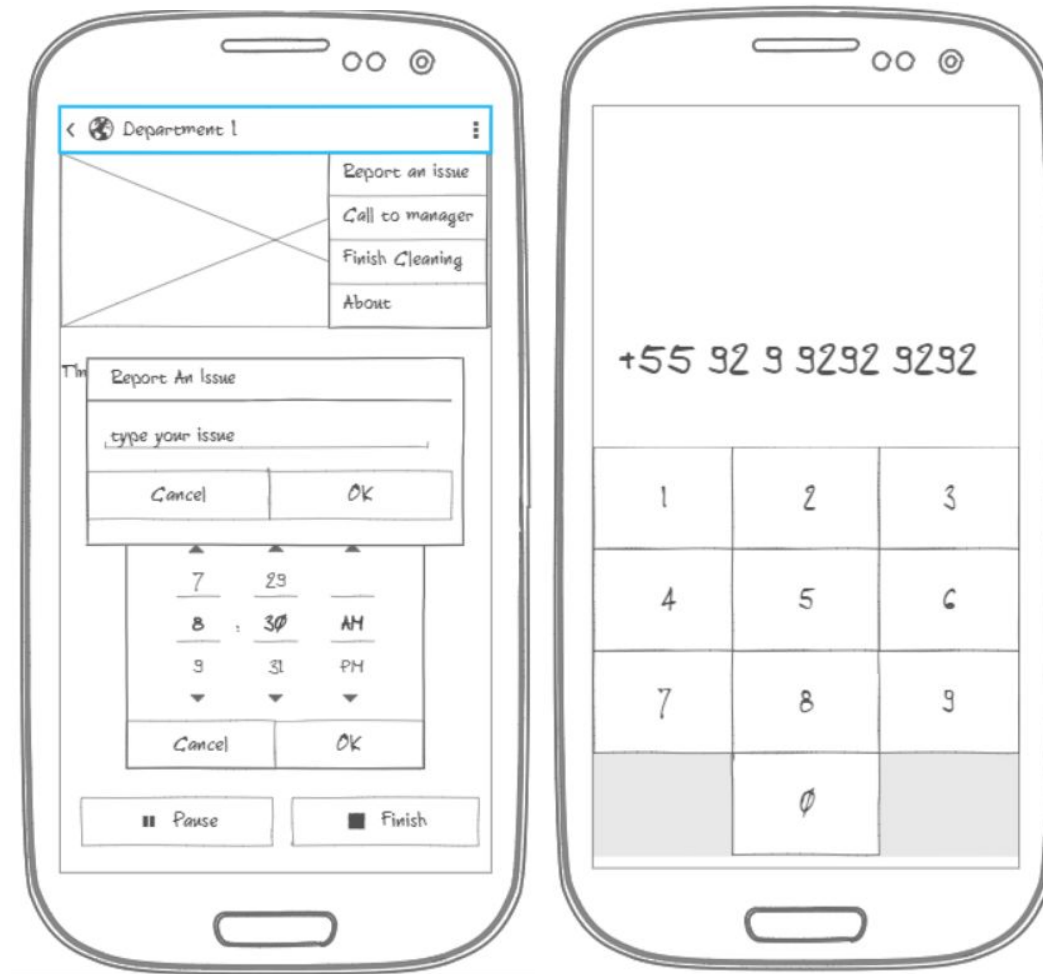 Department 1
Report an issue
Call to manager
Finish Cleaning
About
Report An Issue
type your issue
Cancel OK
7 29
8 : 30 AM
9 31 PM
Cancel OK
Pause Finish
+55 92 9 9292 9292
1 2 3
4 5 6
7 8 9
0